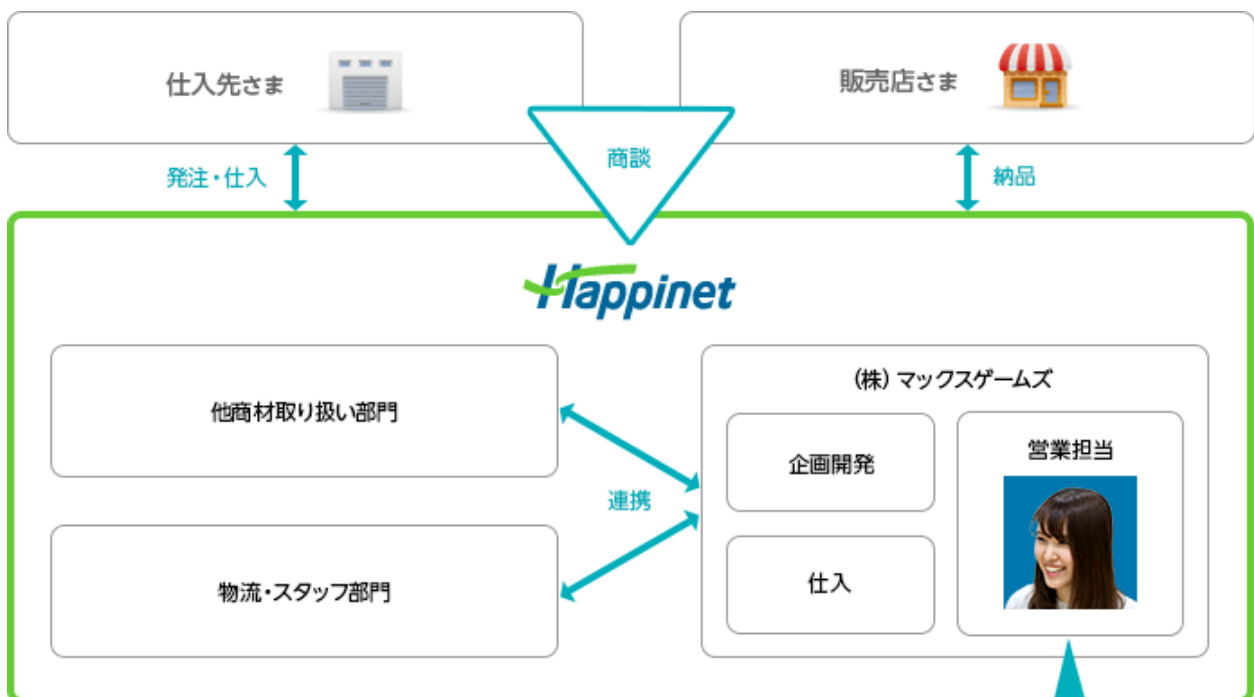 仕入先さま
販売店さま
商談
発注・仕入
納品
Happinet
(株)マックスゲームズ
他商材取り扱い部門
企画開発
営業担当
連携
仕入
物流・スタッフ部門